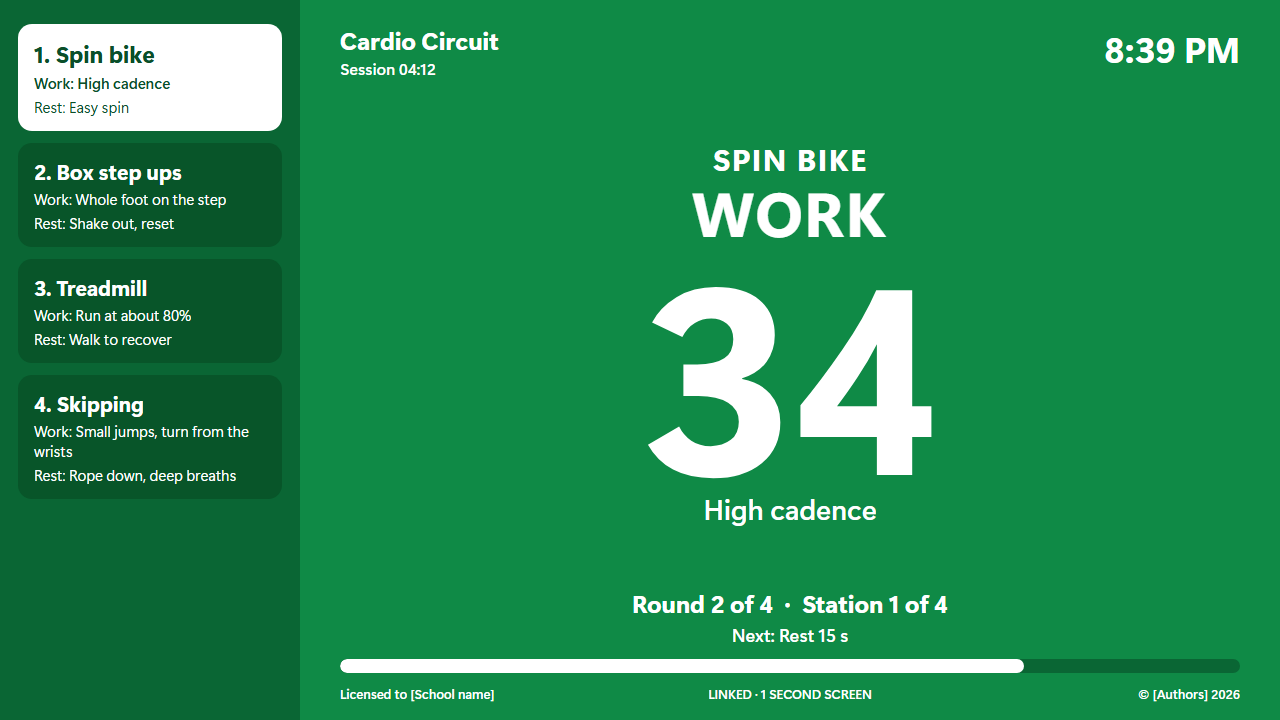 1. Spin bike
Work: High cadence
Rest: Easy spin
2. Box step ups
Work: Whole foot on the step
Rest: Shake out, reset
3. Treadmill
Work: Run at about 80%
Rest: Walk to recover
4. Skipping
Work: Small jumps, turn from the
wrists
Rest: Rope down, deep breaths
Cardio Circuit
Session 04:12
8:39 PM
SPIN BIKE
WORK
34
High cadence
Round 2 of 4 · Station 1 of 4
Next: Rest 15 s
Licensed to [School name]
LINKED · 1 SECOND SCREEN
© [Authors] 2026